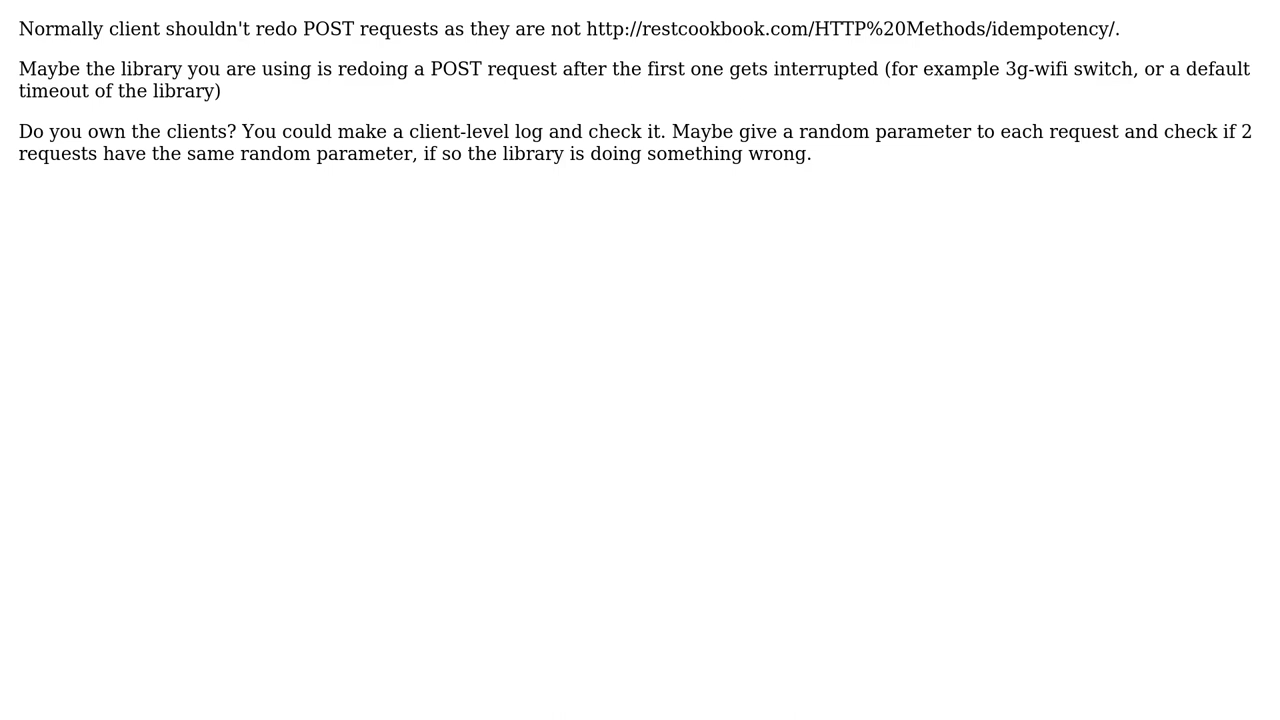 Normally client shouldn't redo POST requests as they are not http://restcookbook.com/HTTP%20Methods/idempotency/.
Maybe the library you are using is redoing a POST request after the first one gets interrupted (for example 3g-wifi switch, or a default
timeout of the library)
Do you own the clients? You could make a client-level log and check it. Maybe give a random parameter to each request and check if 2
requests have the same random parameter, if so the library is doing something wrong.